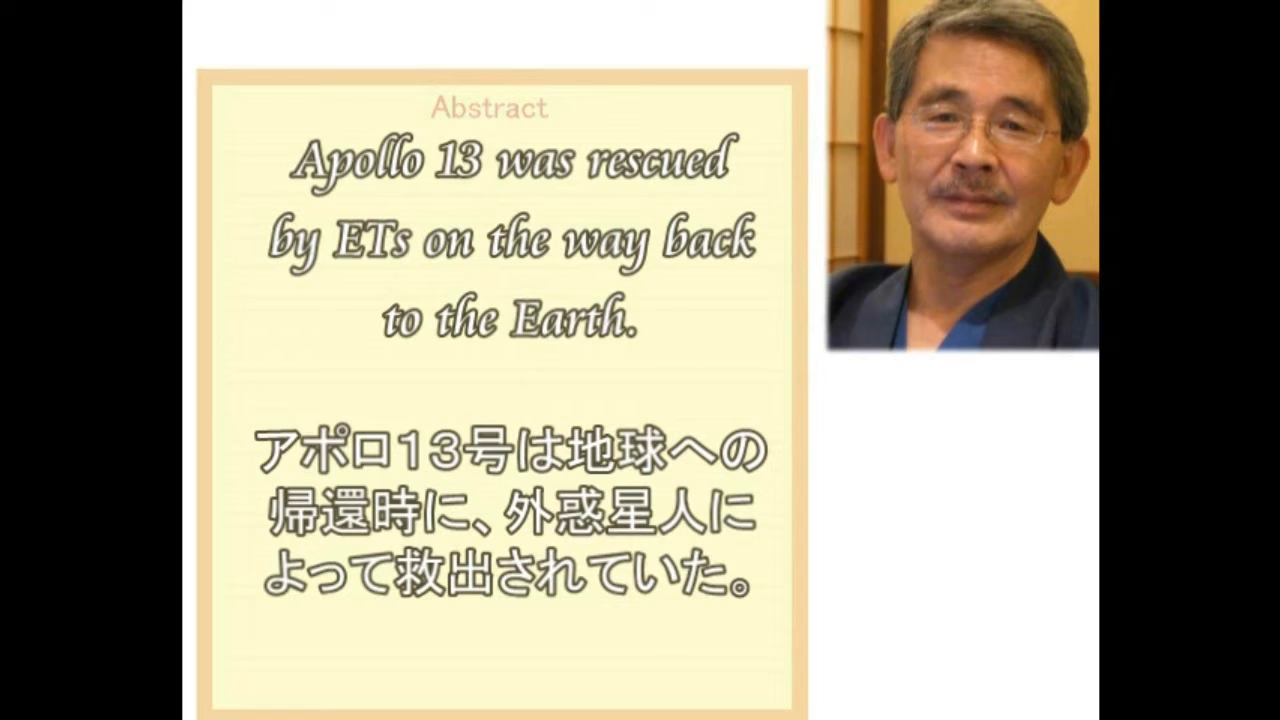 Abstract
Apollo 13 was rescued
by ETs on the way back
to the Earth.
アポロ１３号は地球への
帰還時に、外惑星人に
よって救出されていた。